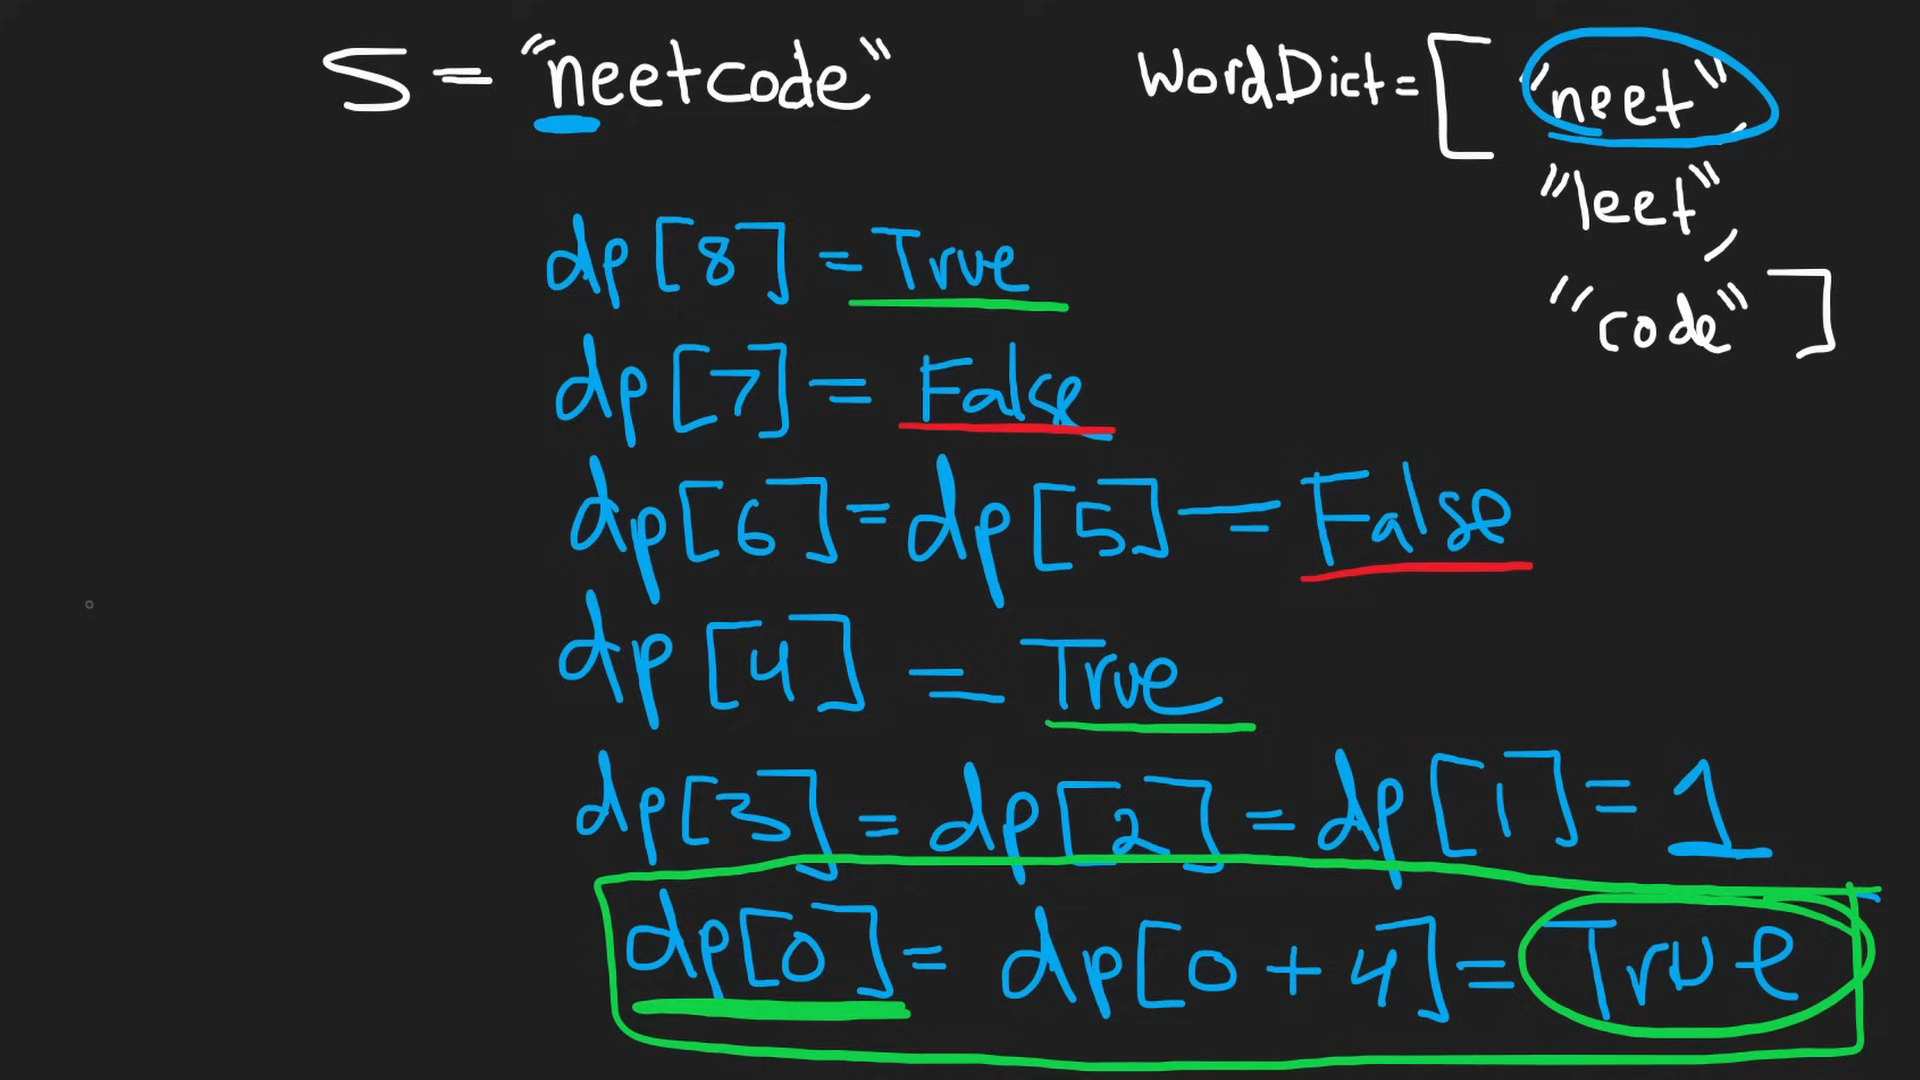 S = "neetcode"
WordDict = ["neet",
"leet",
"code"]
dp[8] = True
dp[7] = False
dp[6] = dp[5] = False
dp[4] = True
dp[3] = dp[2] = dp[1] = 1
dp[0] = dp[0+4] = True